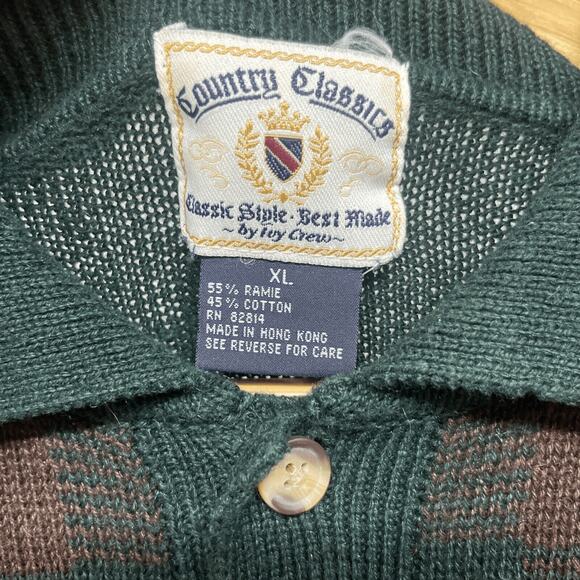 Country Classics
Classic Style · Best Made
~ by Ivy Crew ~
XL
55% RAMIE
45% COTTON
RN 82814
MADE IN HONG KONG
SEE REVERSE FOR CARE